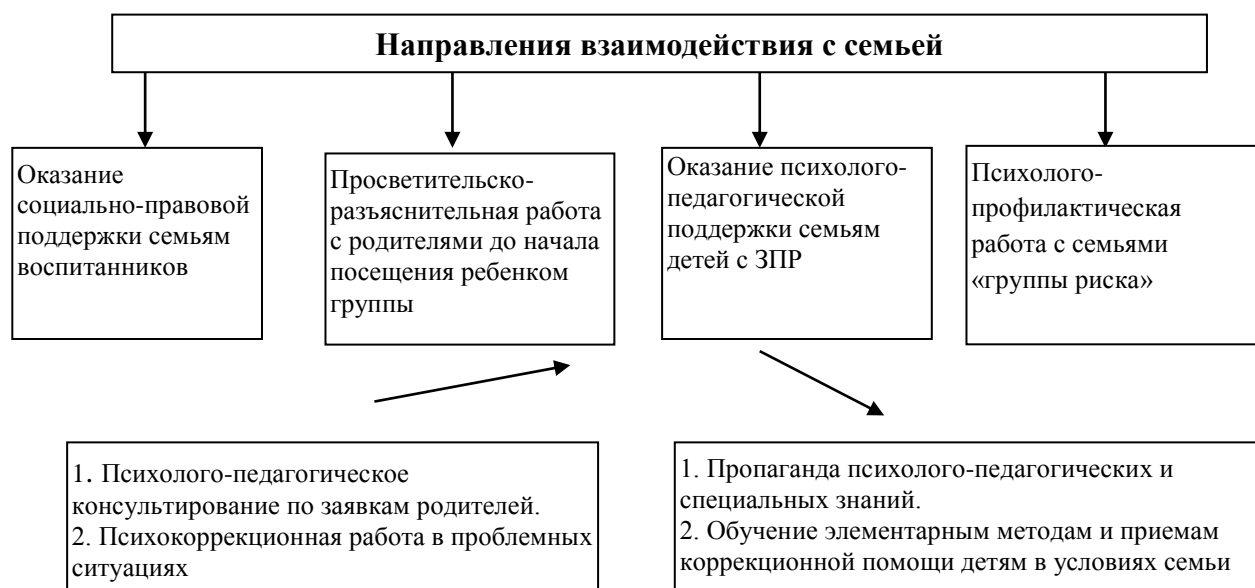 Направления взаимодействия с семьей
Оказание
социально-правовой
поддержки семьям
воспитанников
Просветительско-
разъяснительная работа
с родителями до начала
посещения ребенком
группы
Оказание психолого-
педагогической
поддержки семьям
детей с ЗПР
Психолого-
профилактическая
работа с семьями
«группы риска»
1. Психолого-педагогическое
консультирование по заявкам родителей.
2. Психокоррекционная работа в проблемных
ситуациях
1. Пропаганда психолого-педагогических и
специальных знаний.
2. Обучение элементарным методам и приемам
коррекционной помощи детям в условиях семьи